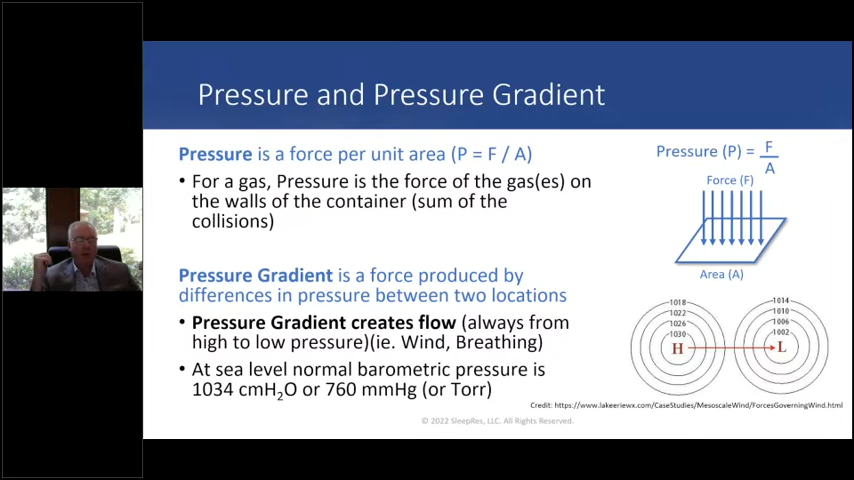 Pressure and Pressure Gradient
Pressure is a force per unit area (P = F / A)
• For a gas, Pressure is the force of the gas(es) on
the walls of the container (sum of the
collisions)
Pressure Gradient is a force produced by
differences in pressure between two locations
• Pressure Gradient creates flow (always from
high to low pressure)(ie. Wind, Breathing)
• At sea level normal barometric pressure is
1034 cmH₂O or 760 mmHg (or Torr)
Pressure (P) = F
A
Force (F)
Area (A)
1018
1022
1026
1030
H
1014
1010
1006
1002
L
Credit: https://www.lakeeriewx.com/CaseStudies/MesoscaleWind/ForcesGoverningWind.html
© 2022 SleepRes, LLC. All Rights Reserved.